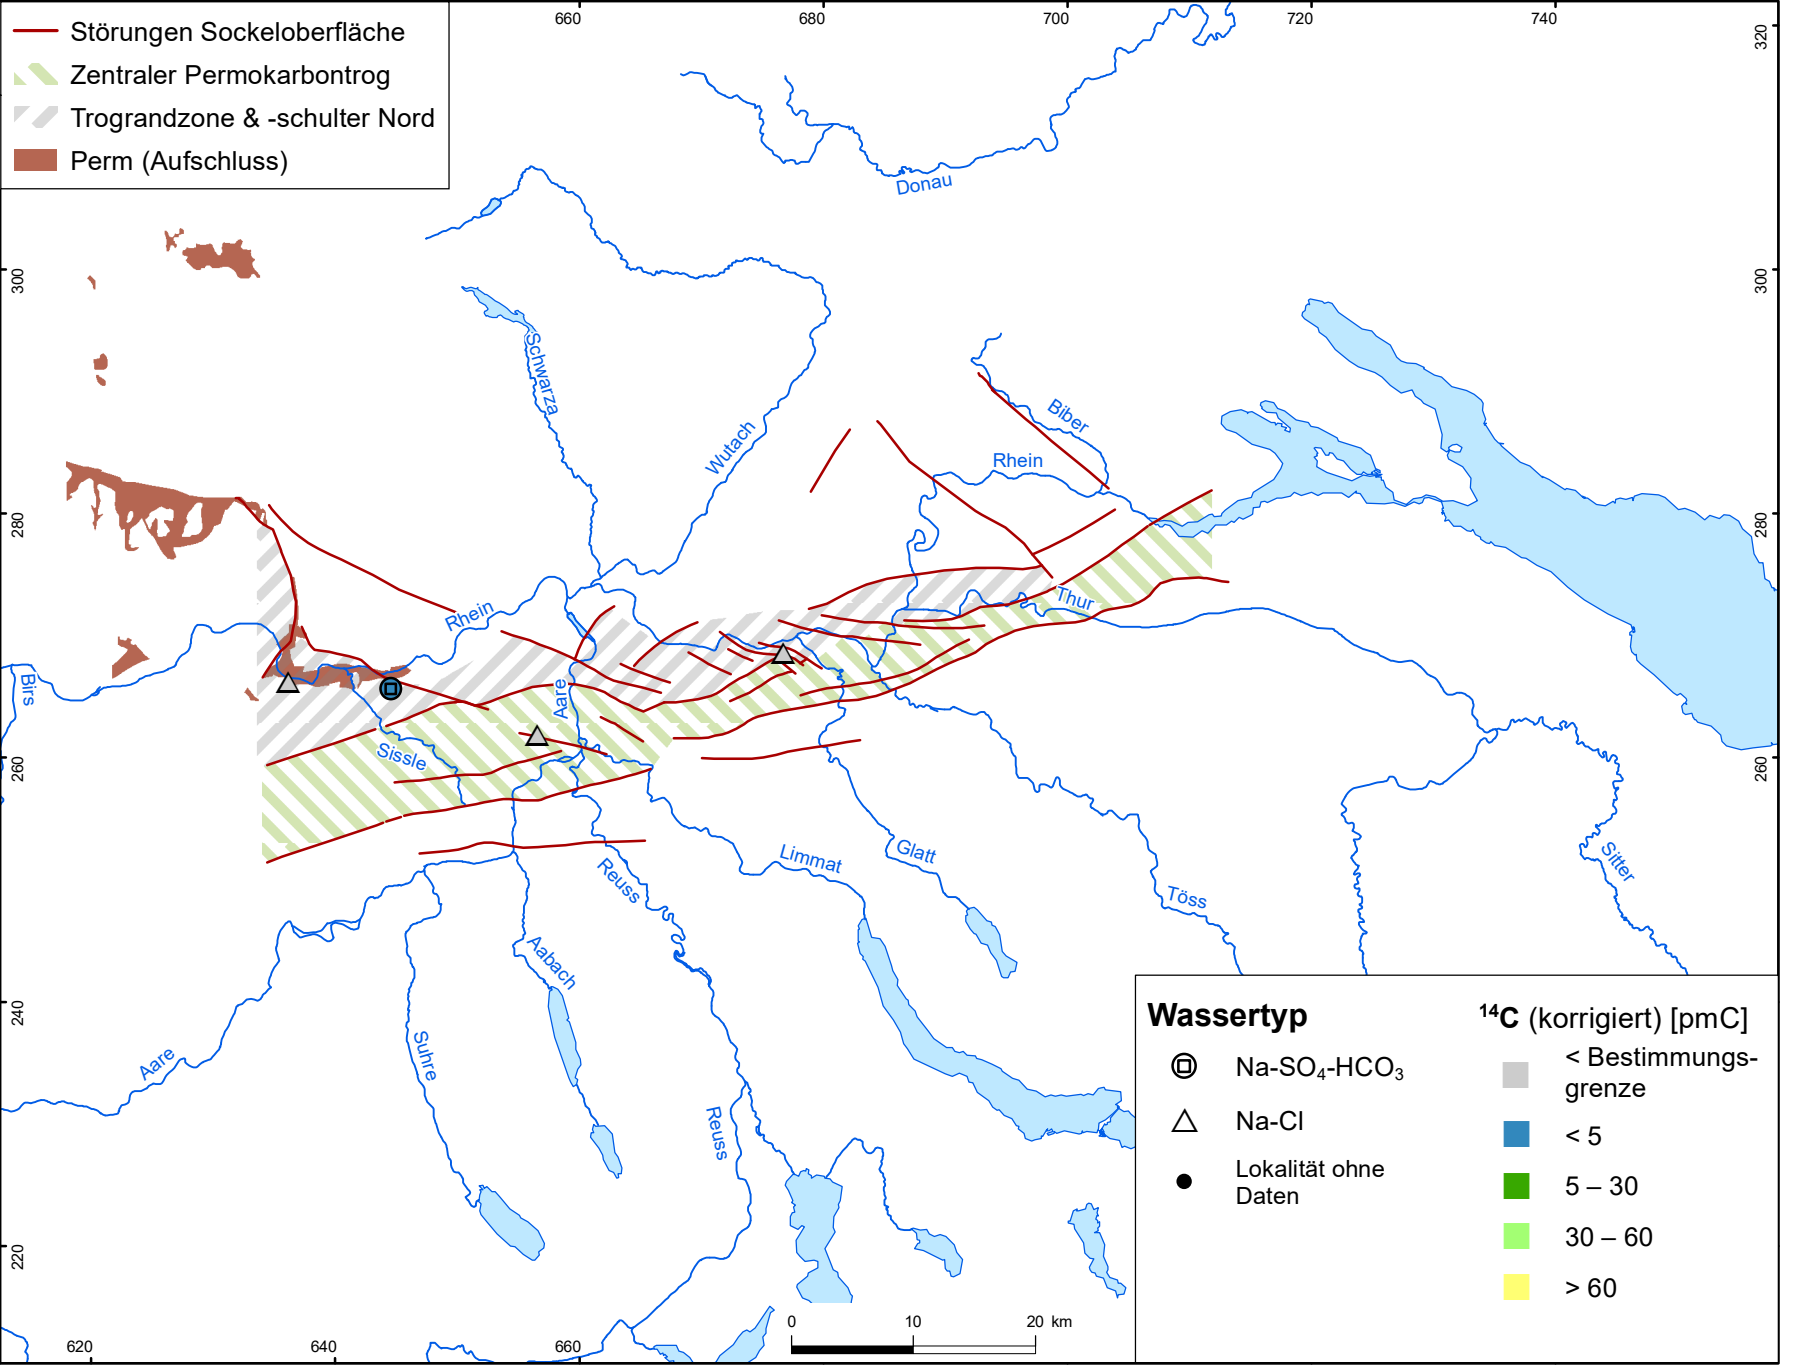 660
680
700
720
740
320
Störungen Sockeloberfläche
Zentraler Permokarbontrog
Trograndzone & -schulter Nord
Perm (Aufschluss)
Donau
300
300
Schwarza
Wutach
Biber
Rhein
280
280
Rhein
Thur
Birs
Aare
Sissle
260
260
Limmat
Glatt
Reuss
Töss
Sitter
Aabach
240
Suhre
Aare
Reuss
220
Wassertyp
Na-SO₄-HCO₃
Na-Cl
Lokalität ohne
Daten
¹⁴C (korrigiert) [pmC]
< Bestimmungs-
grenze
< 5
5 – 30
30 – 60
> 60
0 10 20 km
620
640
660